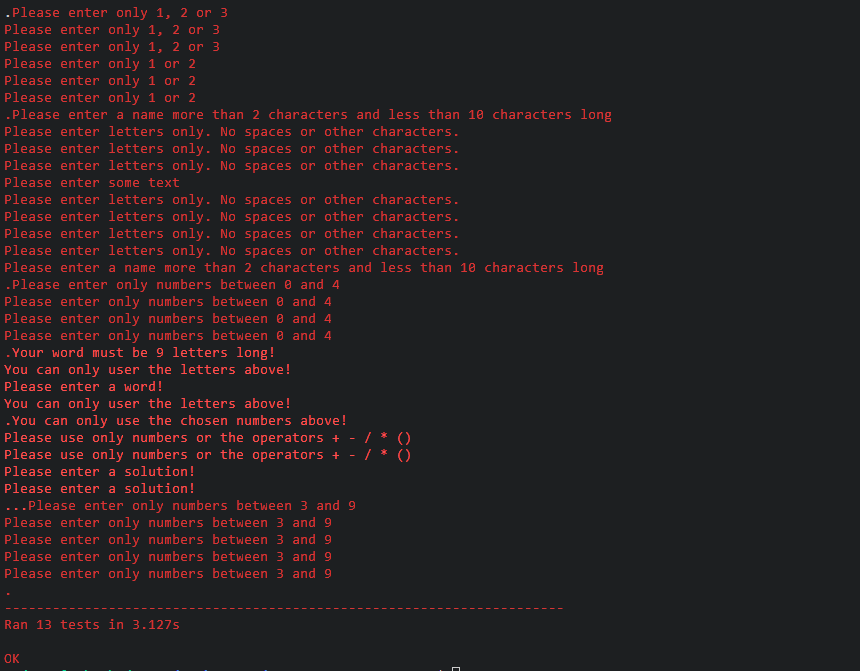 .Please enter only 1, 2 or 3
Please enter only 1, 2 or 3
Please enter only 1, 2 or 3
Please enter only 1 or 2
Please enter only 1 or 2
Please enter only 1 or 2
.Please enter a name more than 2 characters and less than 10 characters long
Please enter letters only. No spaces or other characters.
Please enter letters only. No spaces or other characters.
Please enter letters only. No spaces or other characters.
Please enter some text
Please enter letters only. No spaces or other characters.
Please enter letters only. No spaces or other characters.
Please enter letters only. No spaces or other characters.
Please enter letters only. No spaces or other characters.
Please enter a name more than 2 characters and less than 10 characters long
.Please enter only numbers between 0 and 4
Please enter only numbers between 0 and 4
Please enter only numbers between 0 and 4
Please enter only numbers between 0 and 4
.Your word must be 9 letters long!
You can only user the letters above!
Please enter a word!
You can only user the letters above!
.You can only use the chosen numbers above!
Please use only numbers or the operators + - / * ()
Please use only numbers or the operators + - / * ()
Please enter a solution!
Please enter a solution!
...Please enter only numbers between 3 and 9
Please enter only numbers between 3 and 9
Please enter only numbers between 3 and 9
Please enter only numbers between 3 and 9
Please enter only numbers between 3 and 9
.
----------------------------------------------------------------------
Ran 13 tests in 3.127s
OK